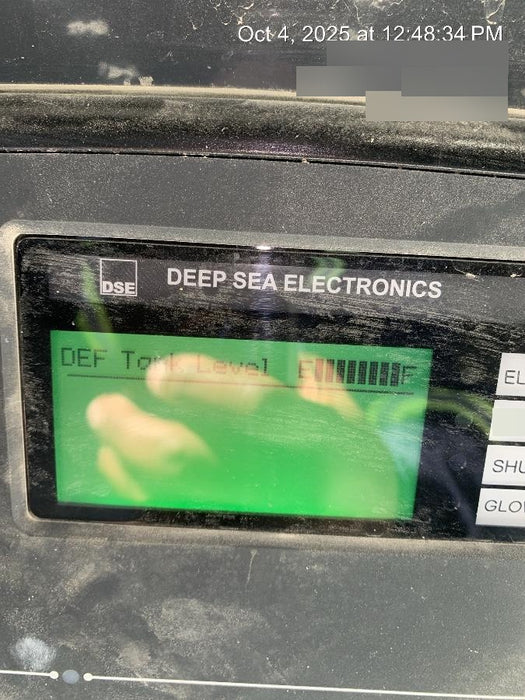 Oct 4, 2025 at 12:48:34 PM
DSE DEEP SEA ELECTRONICS
DEF Tank Level E F
EL
SHU
GLOW